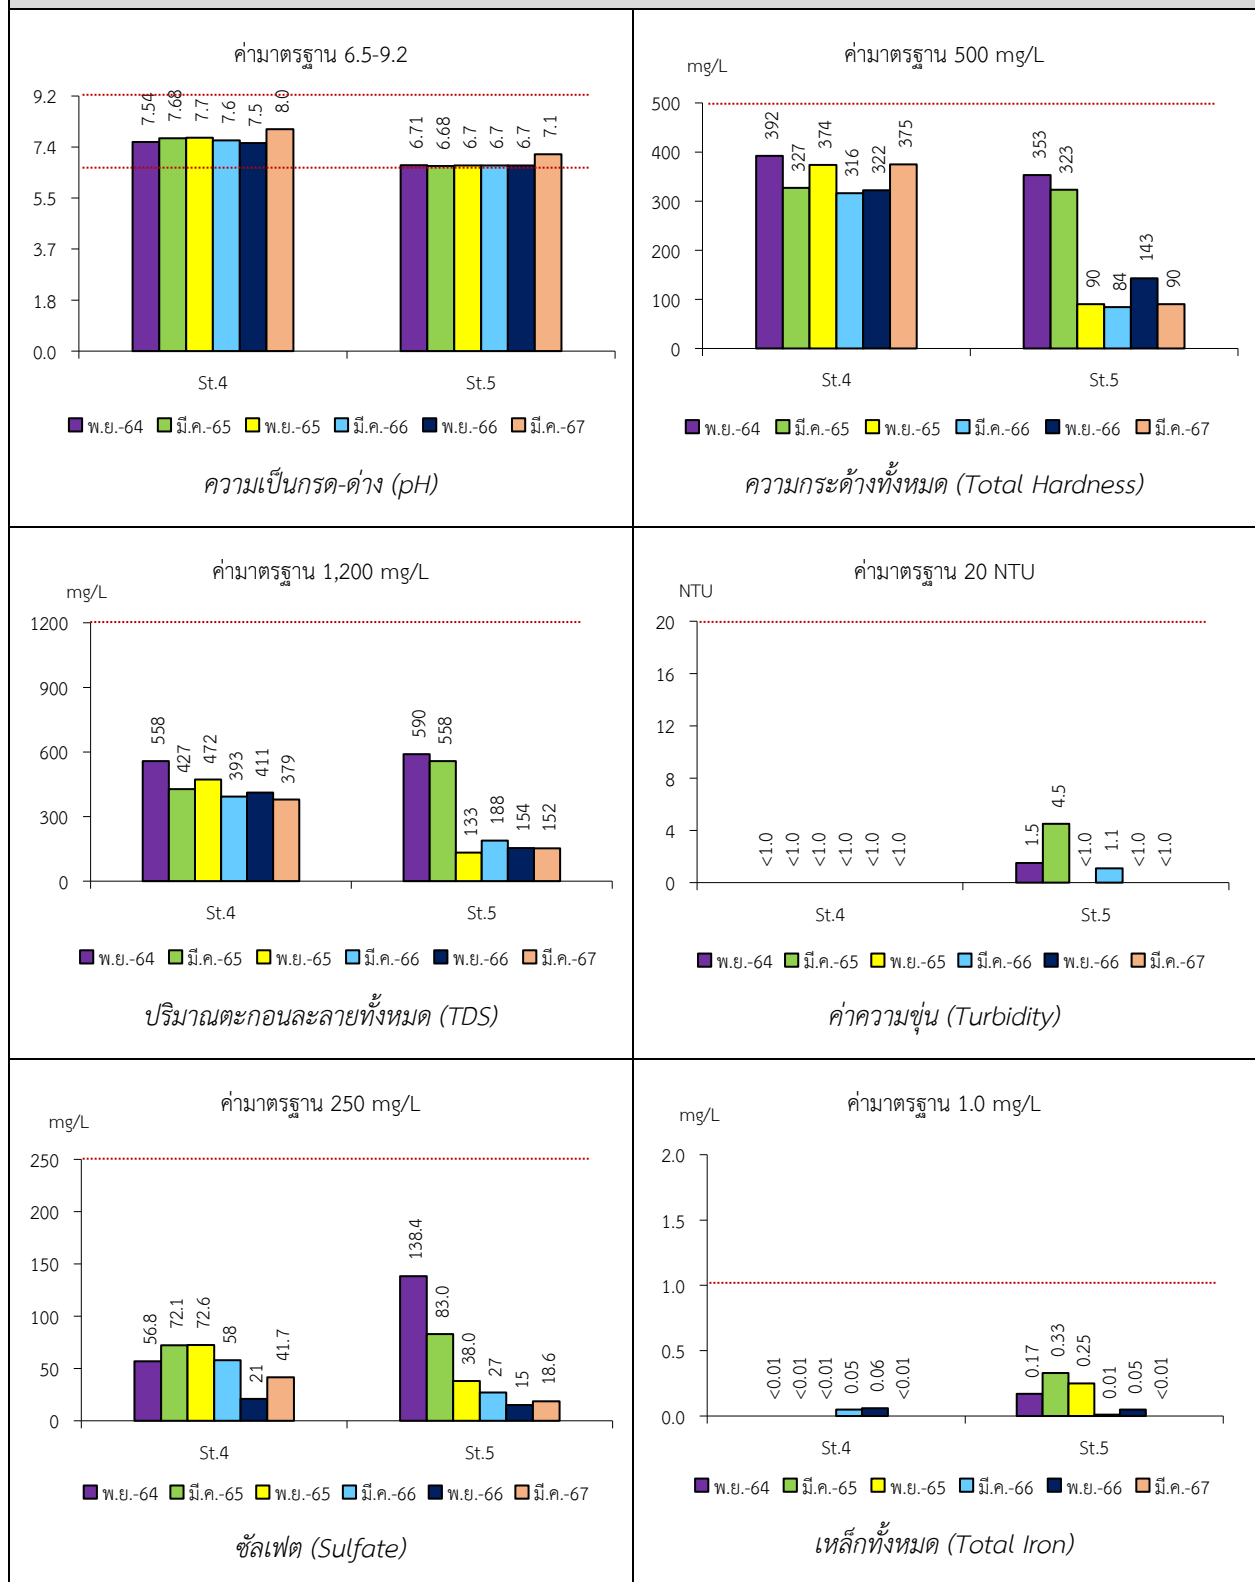 ค่ามาตรฐาน 6.5-9.2
9.2
7.4
5.5
3.7
1.8
0.0
7.54 7.68 7.7 7.6 7.5 8.0
6.71 6.68 6.7 6.7 6.7 7.1
St.4 St.5
พ.ย.-64 มี.ค.-65 พ.ย.-65 มี.ค.-66 พ.ย.-66 มี.ค.-67
ความเป็นกรด-ด่าง (pH)
ค่ามาตรฐาน 500 mg/L
mg/L
500
400
300
200
100
0
392 327 374 316 322 375
353 323 90 84 143 90
St.4 St.5
พ.ย.-64 มี.ค.-65 พ.ย.-65 มี.ค.-66 พ.ย.-66 มี.ค.-67
ความกระด้างทั้งหมด (Total Hardness)
ค่ามาตรฐาน 1,200 mg/L
mg/L
1200
900
600
300
0
558 427 472 393 411 379
590 558 133 188 154 152
St.4 St.5
พ.ย.-64 มี.ค.-65 พ.ย.-65 มี.ค.-66 พ.ย.-66 มี.ค.-67
ปริมาณตะกอนละลายทั้งหมด (TDS)
ค่ามาตรฐาน 20 NTU
NTU
20
16
12
8
4
0
<1.0 <1.0 <1.0 <1.0 <1.0 <1.0
1.5 4.5 <1.0 1.1 <1.0 <1.0
St.4 St.5
พ.ย.-64 มี.ค.-65 พ.ย.-65 มี.ค.-66 พ.ย.-66 มี.ค.-67
ค่าความขุ่น (Turbidity)
ค่ามาตรฐาน 250 mg/L
mg/L
250
200
150
100
50
0
56.8 72.1 72.6 58 21 41.7
138.4 83.0 38.0 27 15 18.6
St.4 St.5
พ.ย.-64 มี.ค.-65 พ.ย.-65 มี.ค.-66 พ.ย.-66 มี.ค.-67
ซัลเฟต (Sulfate)
ค่ามาตรฐาน 1.0 mg/L
mg/L
2.0
1.5
1.0
0.5
0.0
<0.01 <0.01 <0.01 0.05 0.06 <0.01
0.17 0.33 0.25 0.01 0.05 <0.01
St.4 St.5
พ.ย.-64 มี.ค.-65 พ.ย.-65 มี.ค.-66 พ.ย.-66 มี.ค.-67
เหล็กทั้งหมด (Total Iron)